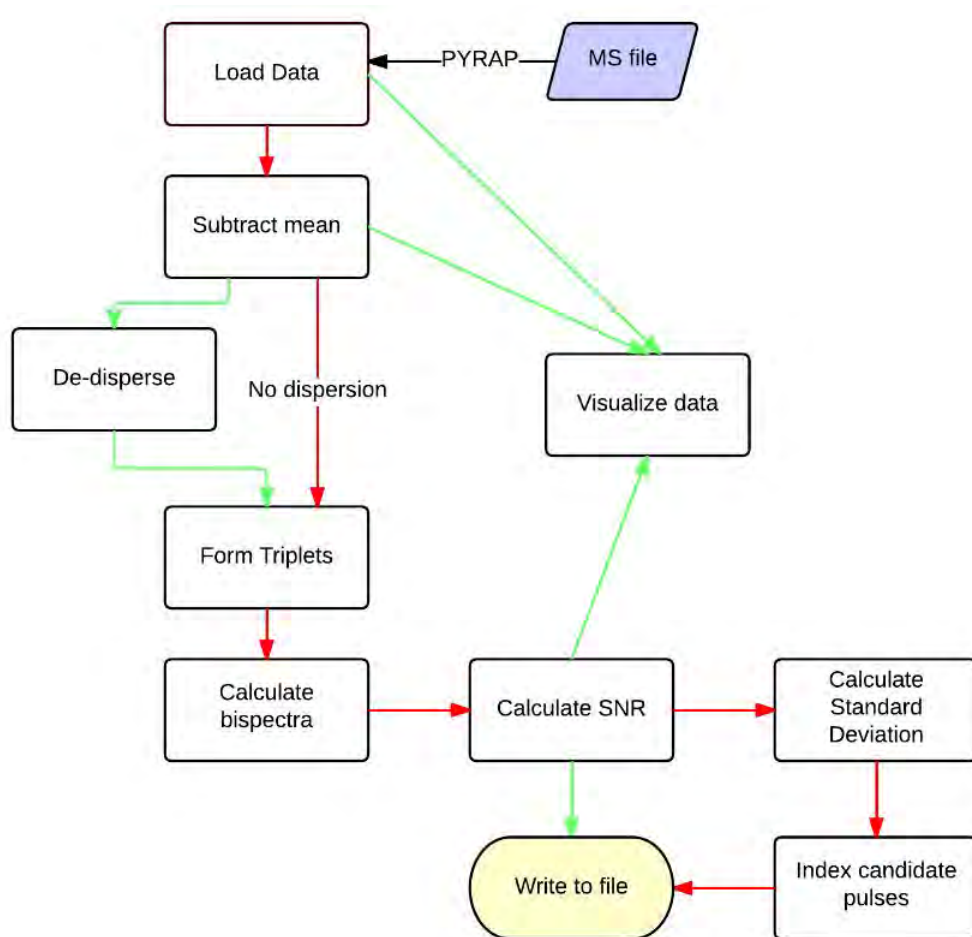 Load Data
PYRAP
MS file
Subtract mean
De-disperse
No dispersion
Visualize data
Form Triplets
Calculate
bispectra
Calculate SNR
Calculate
Standard
Deviation
Write to file
Index candidate
pulses